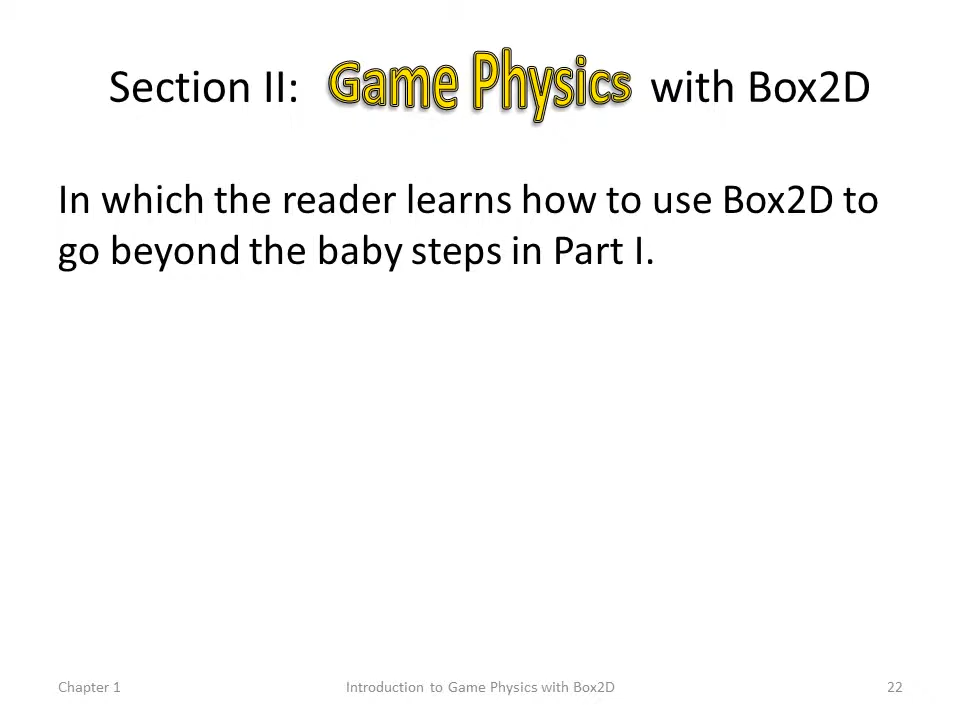 Section II: Game Physics with Box2D
In which the reader learns how to use Box2D to
go beyond the baby steps in Part I.
Chapter 1 Introduction to Game Physics with Box2D 22